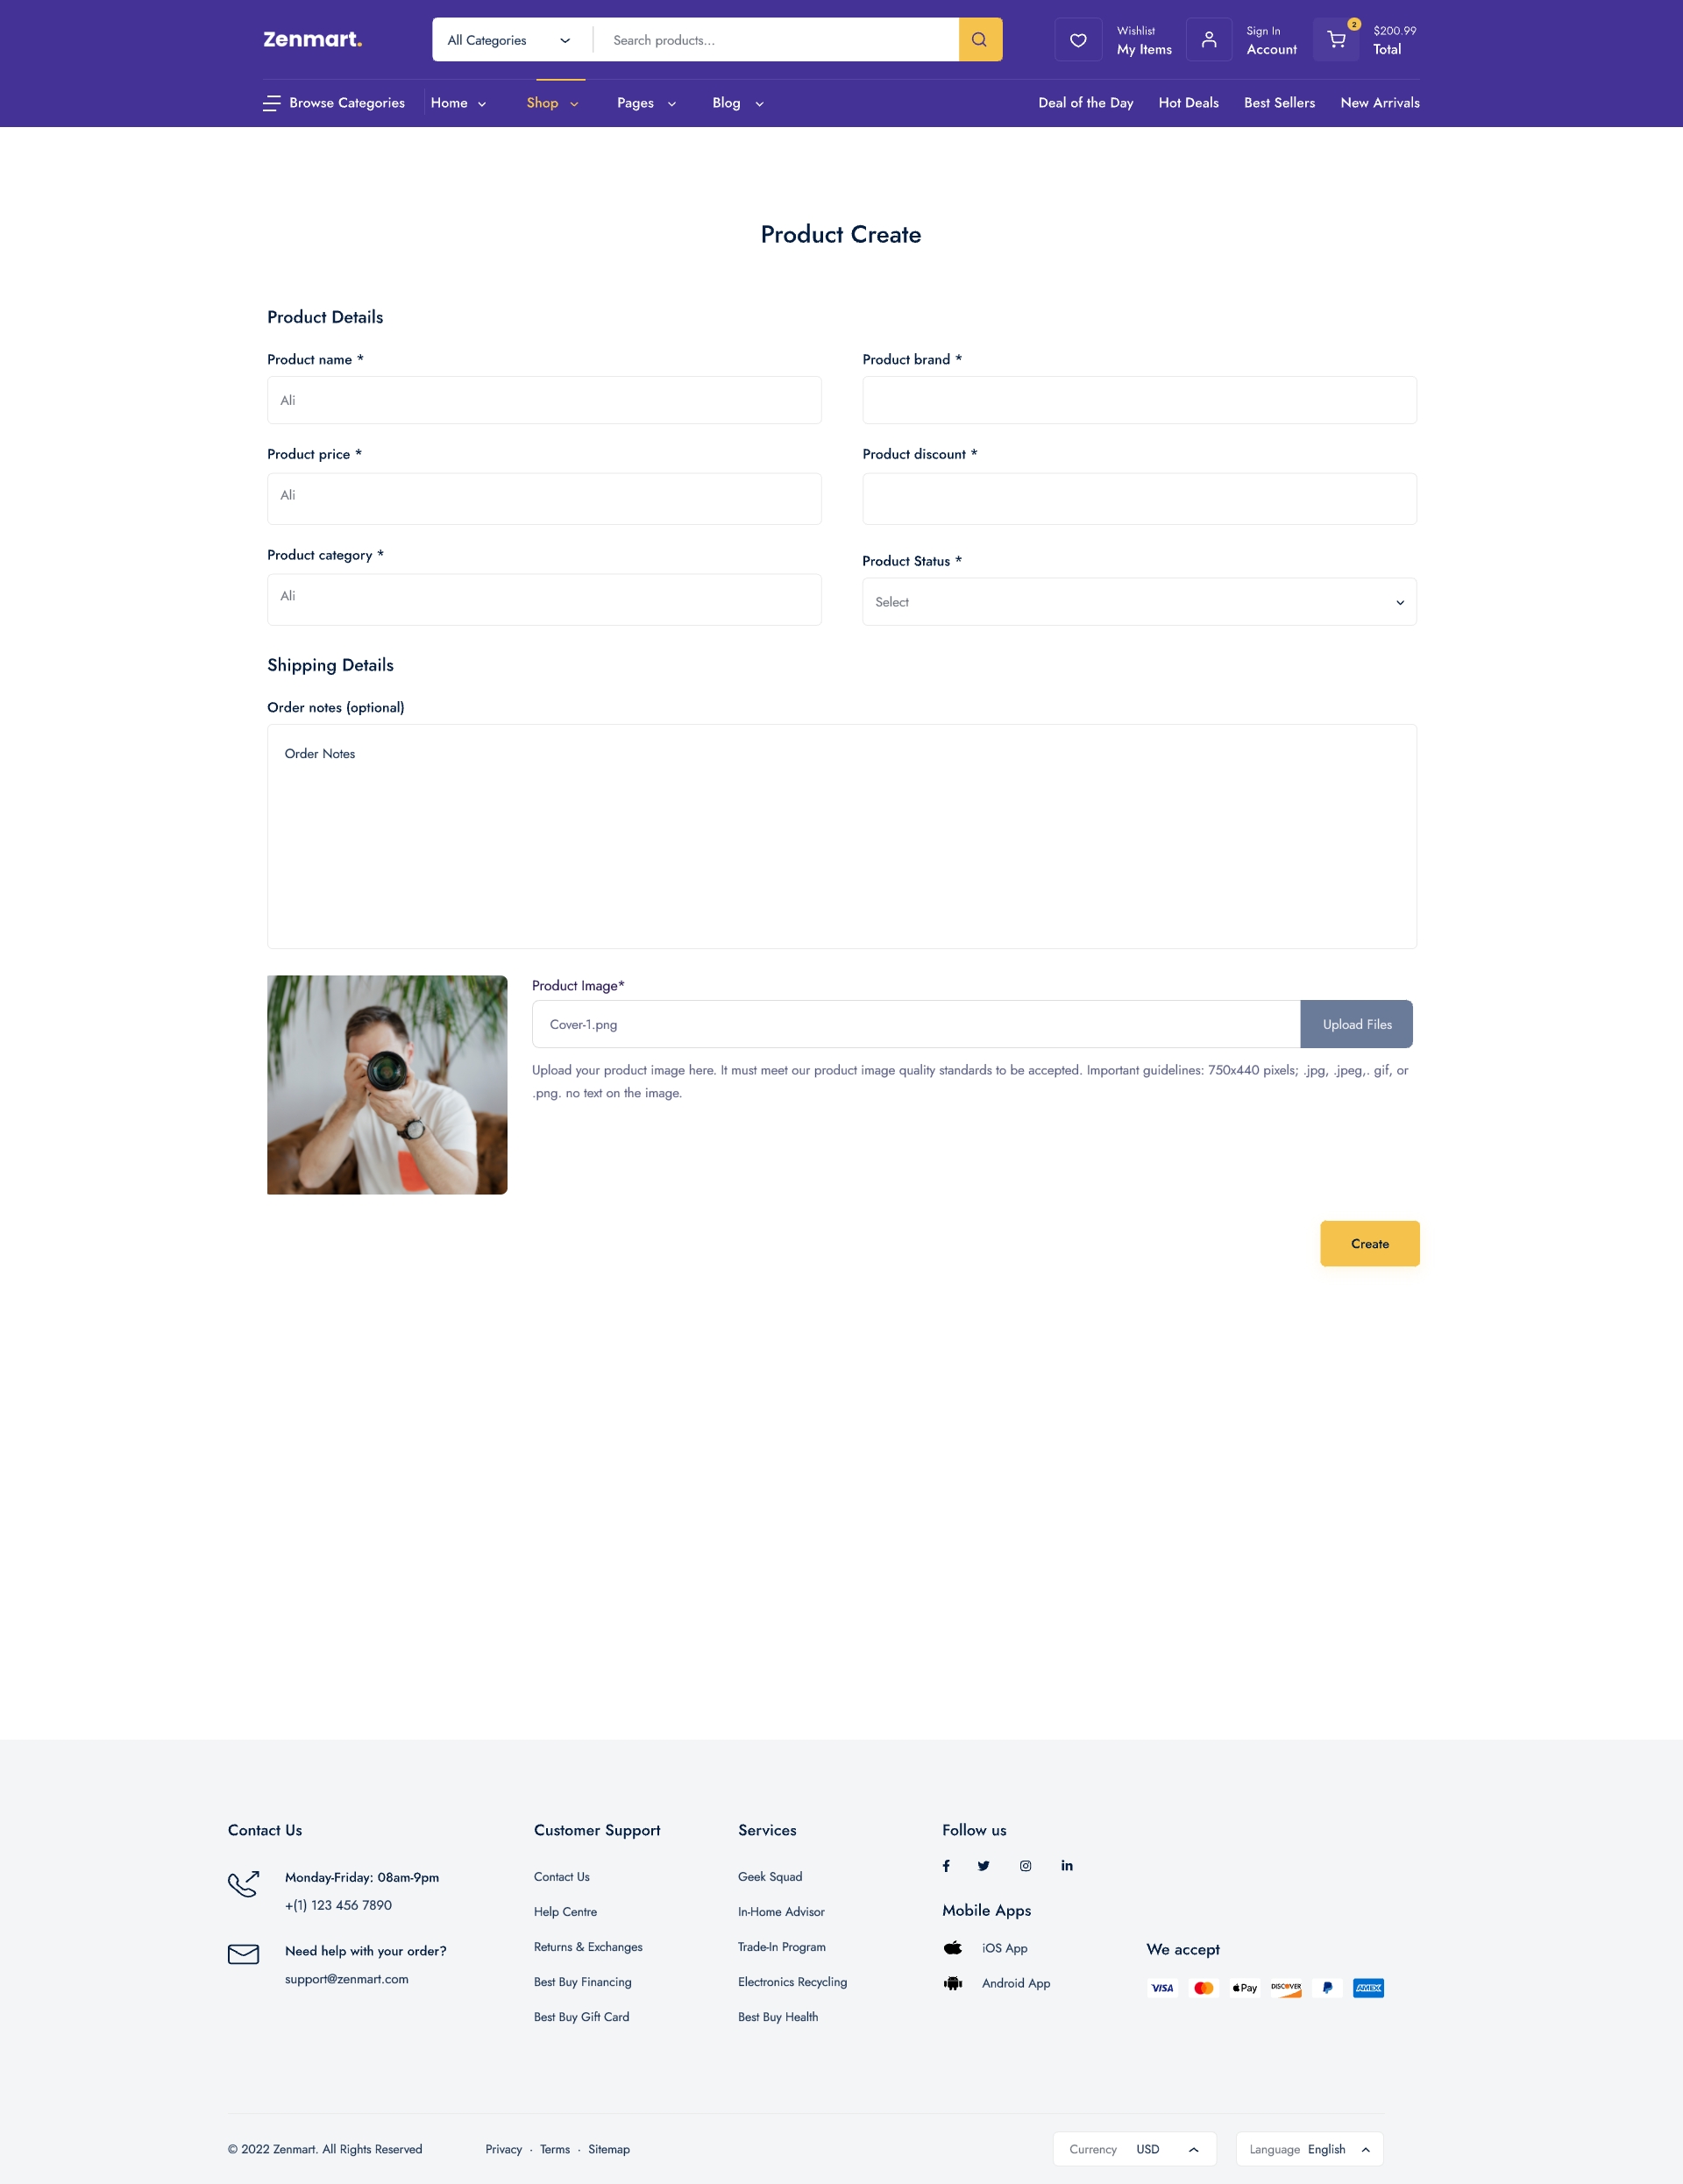 Zenmart.
All Categories
Search products...
Wishlist
My Items
Sign In
Account
2
$200.99
Total
Browse Categories
Home
Shop
Pages
Blog
Deal of the Day
Hot Deals
Best Sellers
New Arrivals
Product Create
Product Details
Product name *
Product brand *
Ali
Product price *
Product discount *
Ali
Product category *
Product Status *
Ali
Select
Shipping Details
Order notes (optional)
Order Notes
Product Image*
Cover-1.png
Upload Files
Upload your product image here. It must meet our product image quality standards to be accepted. Important guidelines: 750x440 pixels; .jpg, .jpeg,. gif, or
.png. no text on the image.
Create
Contact Us
Monday-Friday: 08am-9pm
+(1) 123 456 7890
Need help with your order?
support@zenmart.com
Customer Support
Contact Us
Help Centre
Returns & Exchanges
Best Buy Financing
Best Buy Gift Card
Services
Geek Squad
In-Home Advisor
Trade-In Program
Electronics Recycling
Best Buy Health
Follow us
Mobile Apps
iOS App
Android App
We accept
VISA
Pay
DISCOVER
AMEX
© 2022 Zenmart. All Rights Reserved
Privacy · Terms · Sitemap
Currency USD
Language English